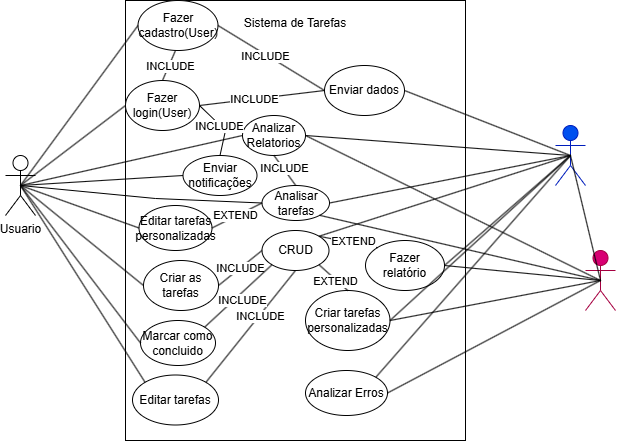 Fazer
cadastro(User)
Sistema de Tarefas
INCLUDE
INCLUDE
Fazer
login(User)
INCLUDE
Enviar dados
INCLUDE
Analizar
Relatorios
Enviar
notificações
INCLUDE
Usuario
Editar tarefas
personalizadas
EXTEND
Analisar
tarefas
CRUD
EXTEND
Fazer
relatório
Criar as
tarefas
INCLUDE
EXTEND
INCLUDE
INCLUDE
Criar tarefas
personalizadas
Marcar como
concluido
Editar tarefas
Analizar Erros